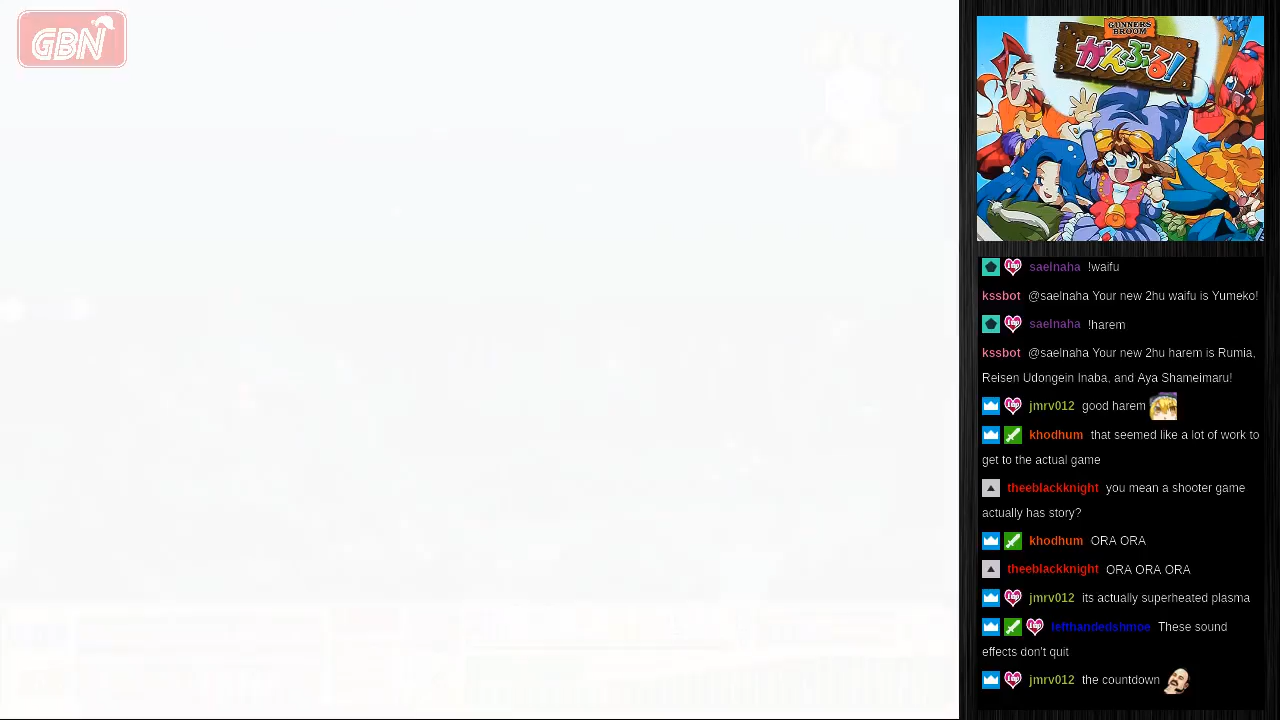 GBN
GUNNERS
BROOM
がんぶる!
saelnaha !waifu
kssbot @saelnaha Your new 2hu waifu is Yumeko!
saelnaha !harem
kssbot @saelnaha Your new 2hu harem is Rumia,
Reisen Udongein Inaba, and Aya Shameimaru!
jmrv012 good harem
khodhum that seemed like a lot of work to
get to the actual game
theeblackknight you mean a shooter game
actually has story?
khodhum ORA ORA
theeblackknight ORA ORA ORA
jmrv012 its actually superheated plasma
lefthandedshmoe These sound
effects don't quit
jmrv012 the countdown